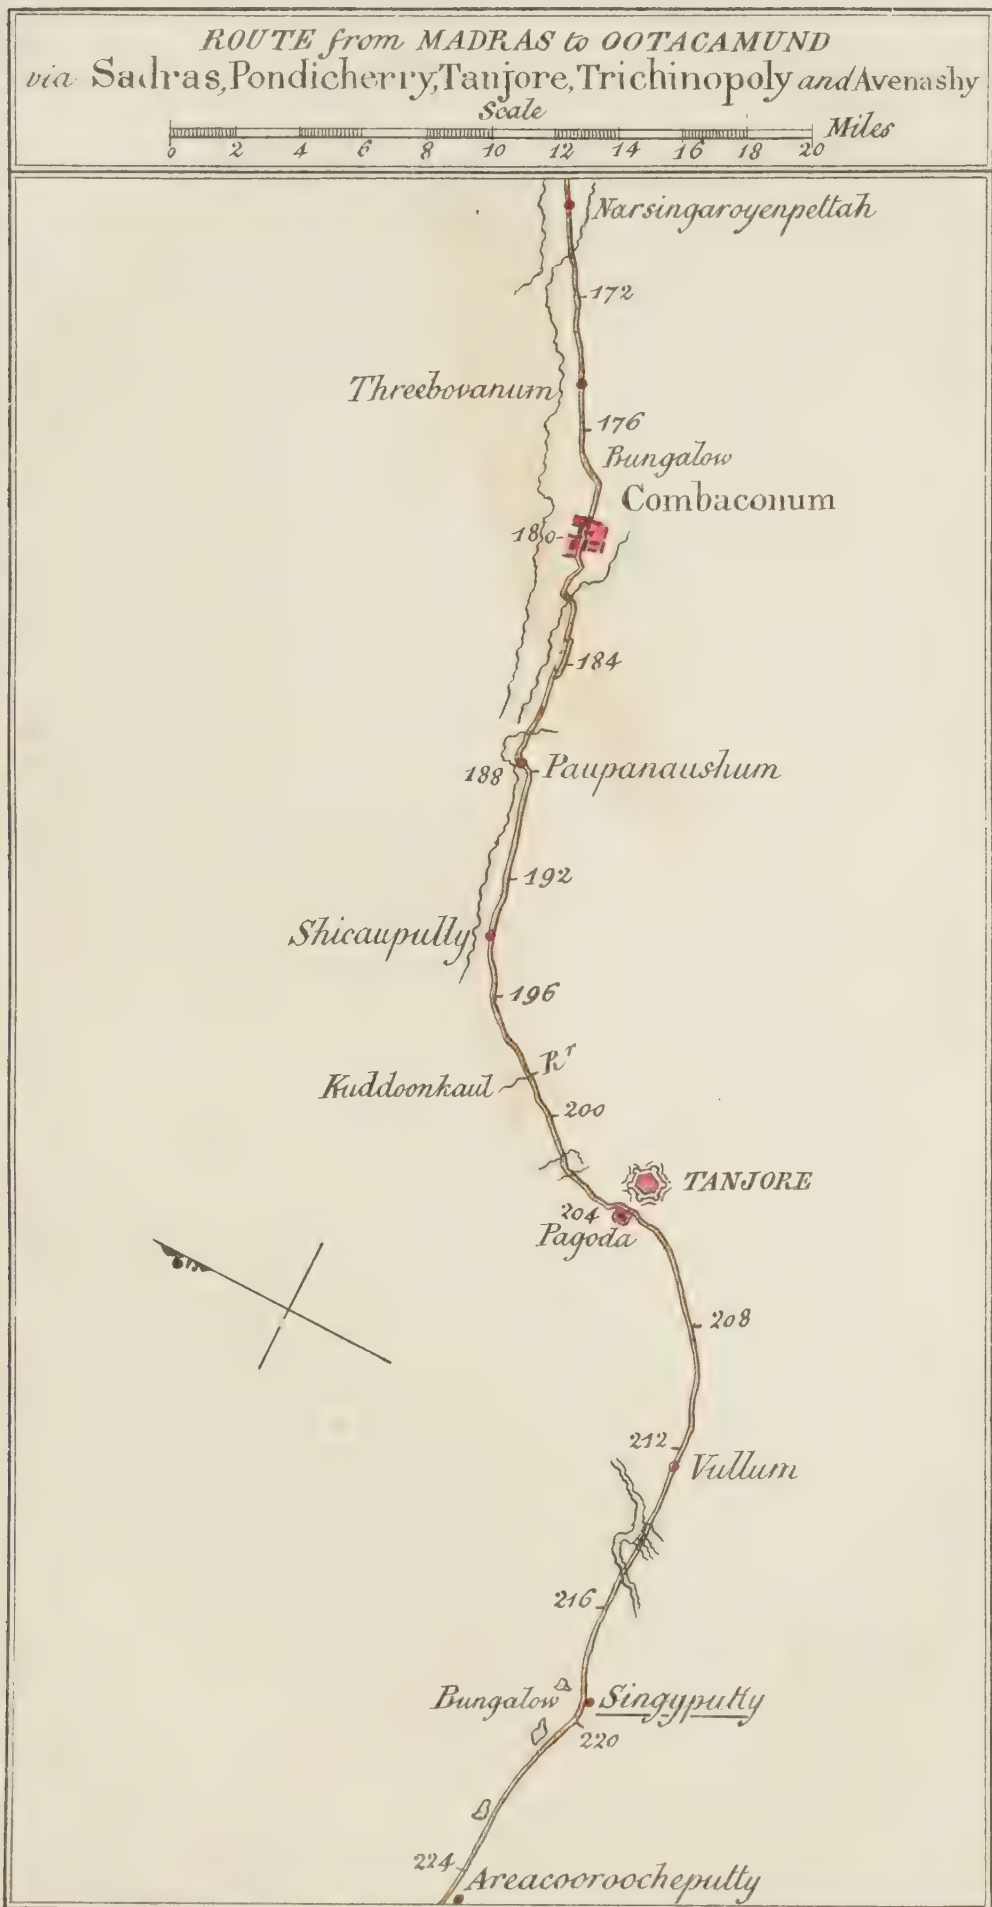 ROUTE from MADRAS to OOTACAMUND
via Sadras, Pondicherry, Tanjore, Trichinopoly and Avenashy
Scale
Miles
0 2 4 6 8 10 12 14 16 18 20
Narsingaroyenpettah
172
Threebovanum
176
Bungalow
Combaconum
180
184
188 Paupanaushum
192
Shicaupully
196
Rr
Kuddoonkaul
200
TANJORE
204
Pagoda
208
212
Vullum
216
Bungalow Singyputty
220
224
Areacooroocheputty